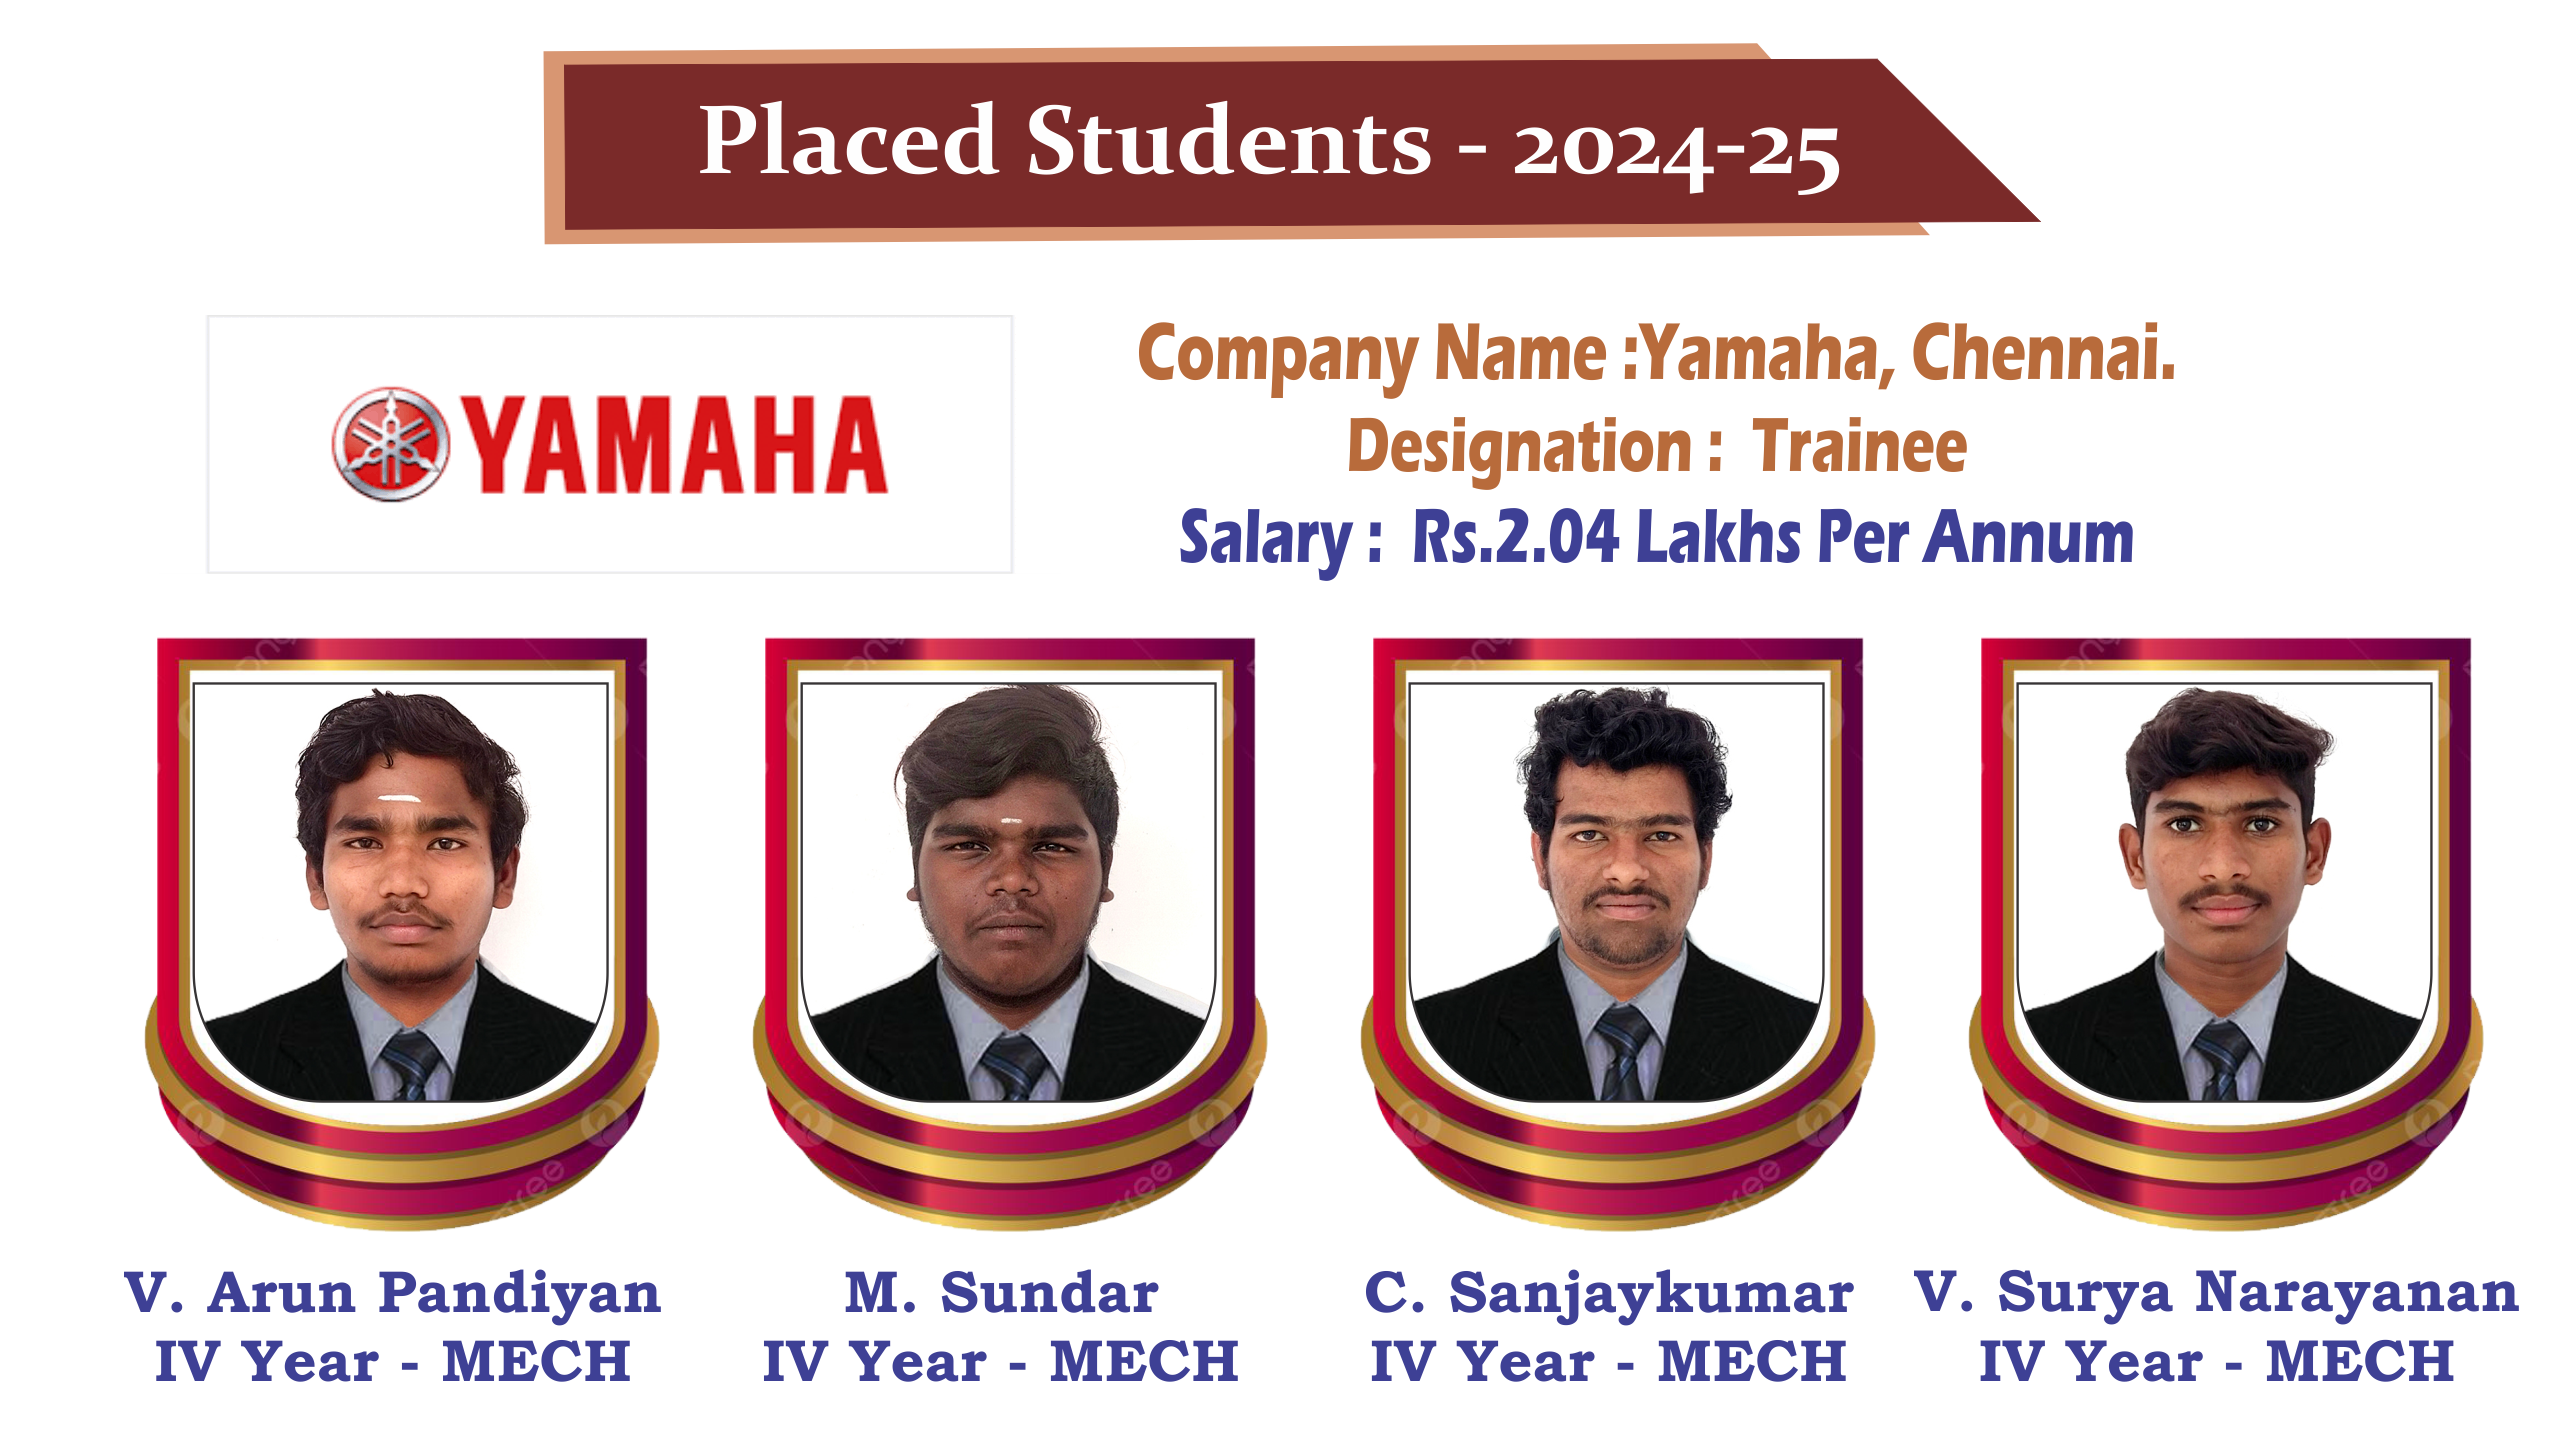 Placed Students - 2024-25
YAMAHA
Company Name :Yamaha, Chennai.
Designation : Trainee
Salary : Rs.2.04 Lakhs Per Annum
V. Arun Pandiyan
IV Year - MECH
M. Sundar
IV Year - MECH
C. Sanjaykumar
IV Year - MECH
V. Surya Narayanan
IV Year - MECH